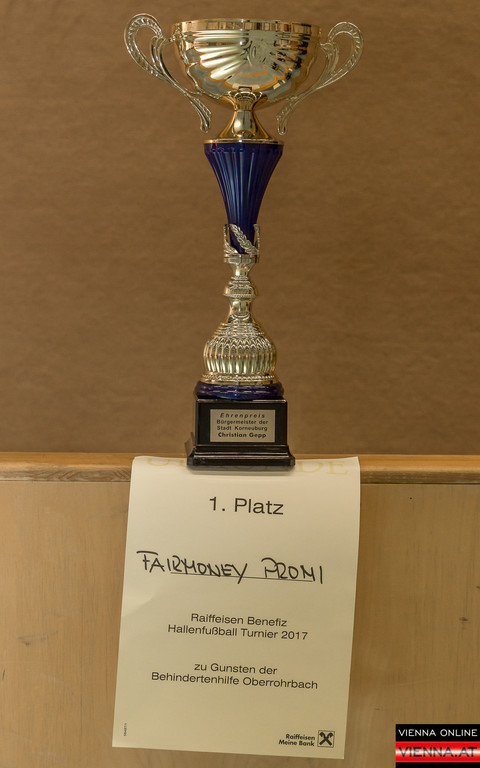 Ehrenpreis
Bürgermeister der
Stadt Korneuburg
Christian Gepp
1. Platz
FAIRMONEY PROMI
Raiffeisen Benefiz
Hallenfußball Turnier 2017
zu Gunsten der
Behindertenhilfe Oberrohrbach
Raiffeisen
Meine Bank
VIENNA ONLINE
VIENNA.AT